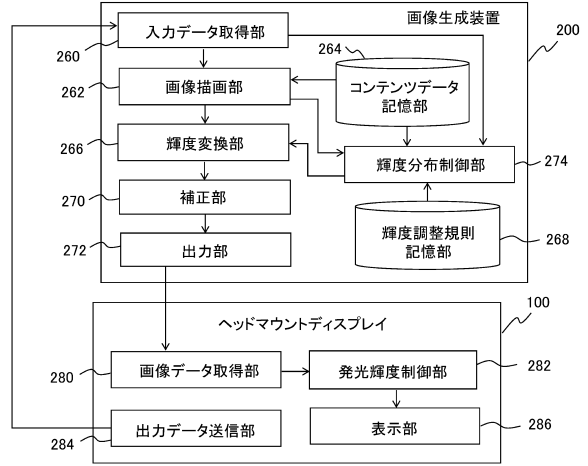 画像生成装置
200
入力データ取得部
260
264
コンテンツデータ
記憶部
画像描画部
262
輝度変換部
266
輝度分布制御部
274
補正部
270
輝度調整規則
記憶部
268
出力部
272
ヘッドマウントディスプレイ
100
画像データ取得部
280
発光輝度制御部
282
出力データ送信部
284
表示部
286